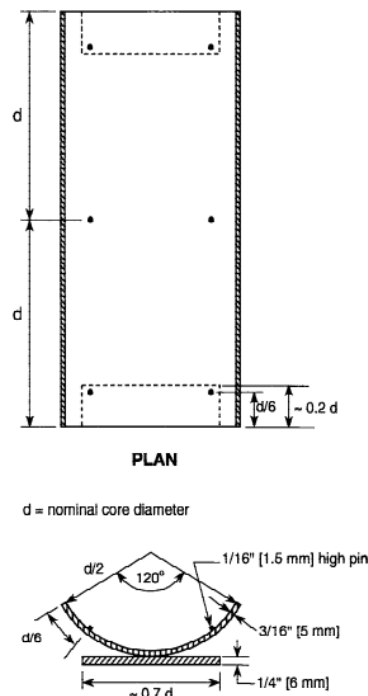 d
d
d/6
~ 0.2 d
PLAN
d = nominal core diameter
1/16" [1.5 mm] high pin
d/2
120°
3/16" [5 mm]
d/6
1/4" [6 mm]
~ 0.7 d